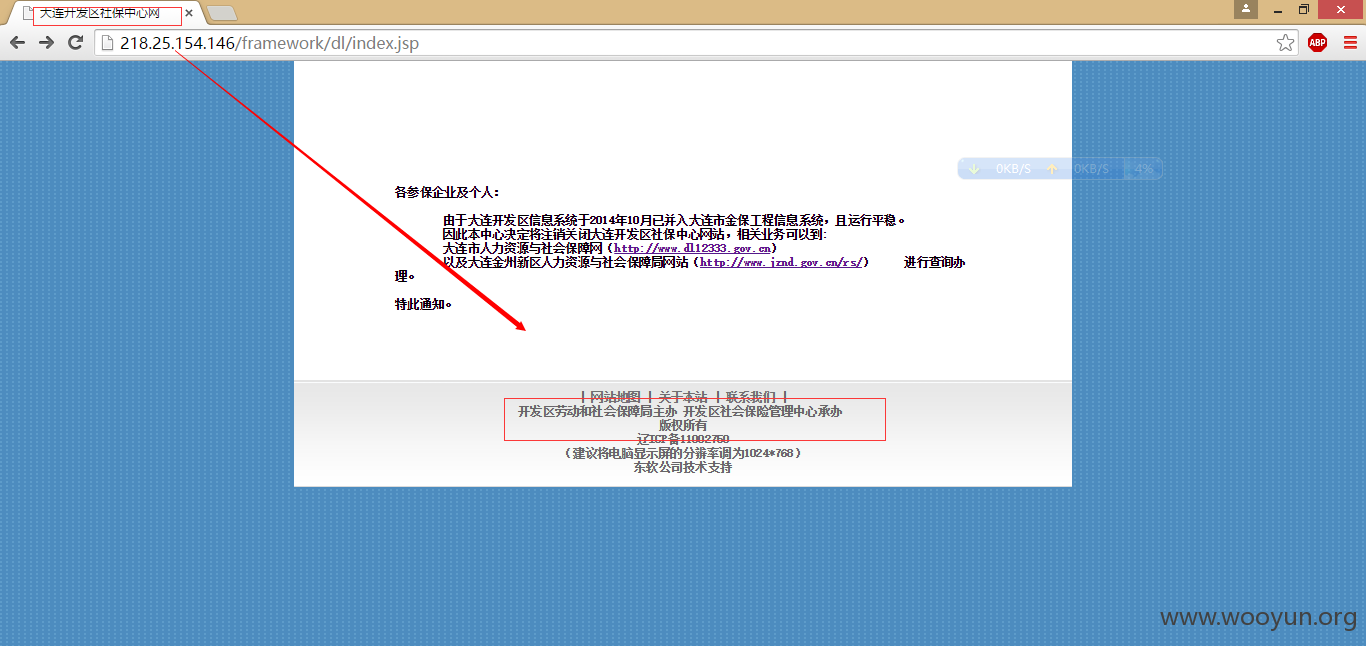 大连开发区社保中心网
218.25.154.146/framework/dl/index.jsp
ABP
0KB/S 0KB/S 4%
各参保企业及个人：
由于大连开发区信息系统于2014年10月已并入大连市金保工程信息系统，且运行平稳。
因此本中心决定将注销关闭大连开发区社保中心网站，相关业务可以到:
大连市人力资源与社会保障网（http://www.dl12333.gov.cn）
以及大连金州新区人力资源与社会保障局网站（http://www.jznd.gov.cn/rs/） 进行查询办
理。
特此通知。
| 网站地图 | 关于本站 | 联系我们 |
开发区劳动和社会保障局主办 开发区社会保险管理中心承办
版权所有
辽ICP备11002750
（建议将电脑显示屏的分辨率调为1024*768）
东软公司技术支持
www.wooyun.org